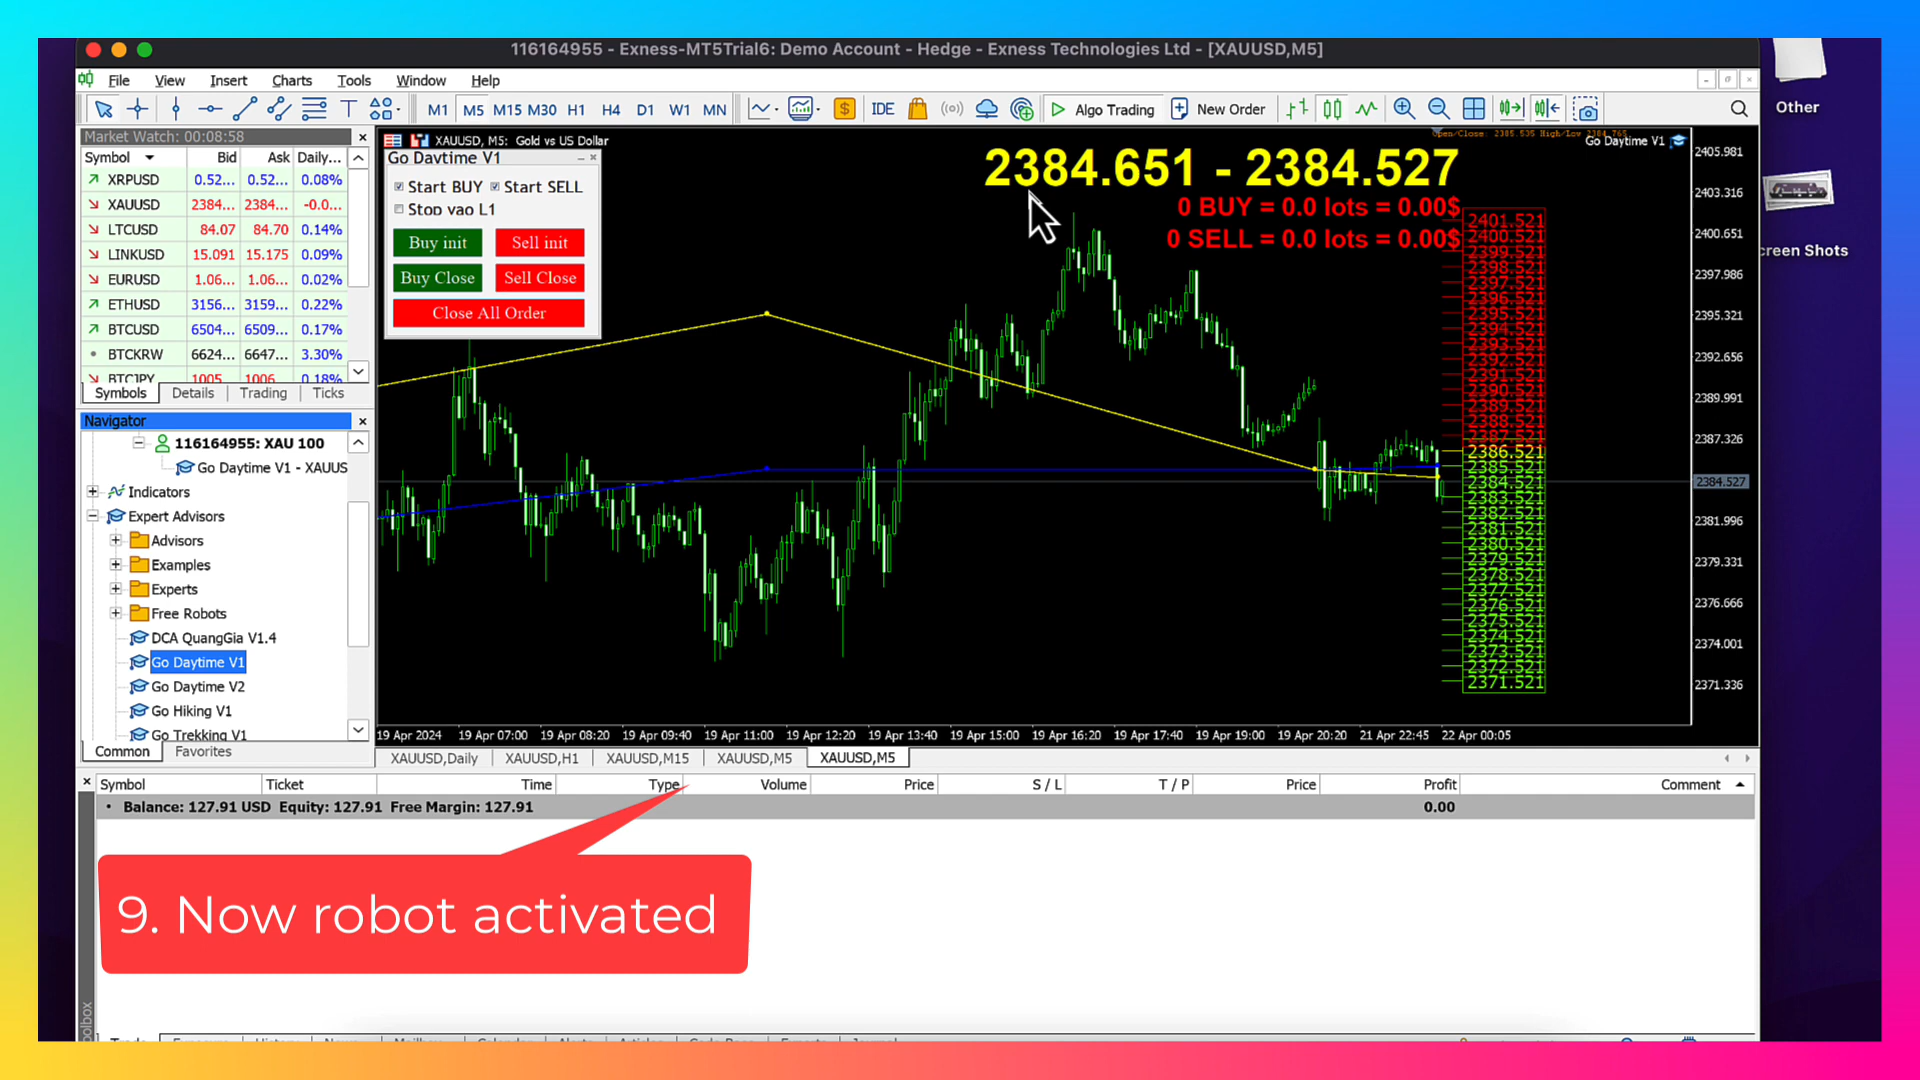 116164955 - Exness-MT5Trial6: Demo Account - Hedge - Exness Technologies Ltd - [XAUUSD,M5]
File View Insert Charts Tools Window Help
M1 M5 M15 M30 H1 H4 D1 W1 MN IDE Algo Trading New Order
Other
creen Shots
Market Watch: 00:08:58
Symbol Bid Ask Daily...
XRPUSD 0.52... 0.52... 0.08%
XAUUSD 2384... 2384... -0.0...
LTCUSD 84.07 84.70 0.14%
LINKUSD 15.091 15.175 0.09%
EURUSD 1.06... 1.06... 0.02%
ETHUSD 3156... 3159... 0.22%
BTCUSD 6504... 6509... 0.17%
BTCKRW 6624... 6647... 3.30%
BTCJPY 1005 1006 0.18%
Symbols Details Trading Ticks
Navigator
116164955: XAU 100
Go Daytime V1 - XAUUS
Indicators
Expert Advisors
Advisors
Examples
Experts
Free Robots
DCA QuangGia V1.4
Go Daytime V1
Go Daytime V2
Go Hiking V1
Go Trekking V1
Common Favorites
XAUUSD, M5: Gold vs US Dollar
Go Daytime V1
Start BUY Start SELL
Stop vao L1
Buy init Sell init
Buy Close Sell Close
Close All Order
Open/Close: 2385.535 High/Low 2384.765
Go Daytime V1
2384.651 - 2384.527
0 BUY = 0.0 lots = 0.00$
0 SELL = 0.0 lots = 0.00$
2401.521
2400.521
2399.521
2398.521
2397.521
2396.521
2395.521
2394.521
2393.521
2392.521
2391.521
2390.521
2389.521
2388.521
2387.521
2386.521
2385.521
2384.521
2383.521
2382.521
2381.521
2380.521
2379.521
2378.521
2377.521
2376.521
2375.521
2374.521
2373.521
2372.521
2371.521
2405.981
2403.316
2400.651
2397.986
2395.321
2392.656
2389.991
2387.326
2384.527
2381.996
2379.331
2376.666
2374.001
2371.336
19 Apr 2024 19 Apr 07:00 19 Apr 08:20 19 Apr 09:40 19 Apr 11:00 19 Apr 12:20 19 Apr 13:40 19 Apr 15:00 19 Apr 16:20 19 Apr 17:40 19 Apr 19:00 19 Apr 20:20 21 Apr 22:45 22 Apr 00:05
XAUUSD,Daily XAUUSD,H1 XAUUSD,M15 XAUUSD,M5 XAUUSD,M5
Symbol Ticket Time Type Volume Price S / L T / P Price Profit Comment
Balance: 127.91 USD Equity: 127.91 Free Margin: 127.91 0.00
9. Now robot activated